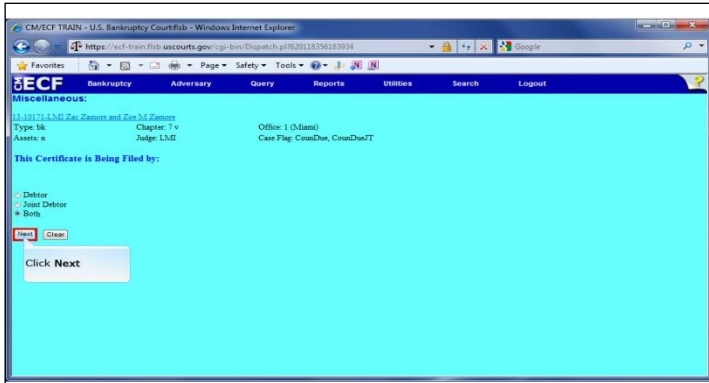 CM/ECF TRAIN - U.S. Bankruptcy Court:flsb - Windows Internet Explorer
https://ecf-train.flsb.uscourts.gov/cgi-bin/Dispatch.pl?620118356183934
Google
Favorites Page Safety Tools
ECF Bankruptcy Adversary Query Reports Utilities Search Logout ?
Miscellaneous:
13-10171-LMI Zac Zamore and Zoe M Zamore
Type: bk Chapter: 7 v Office: 1 (Miami)
Assets: n Judge: LMI Case Flag: CounDue, CounDueJT
This Certificate is Being Filed by:
Debtor
Joint Debtor
Both
Next Clear
Click Next